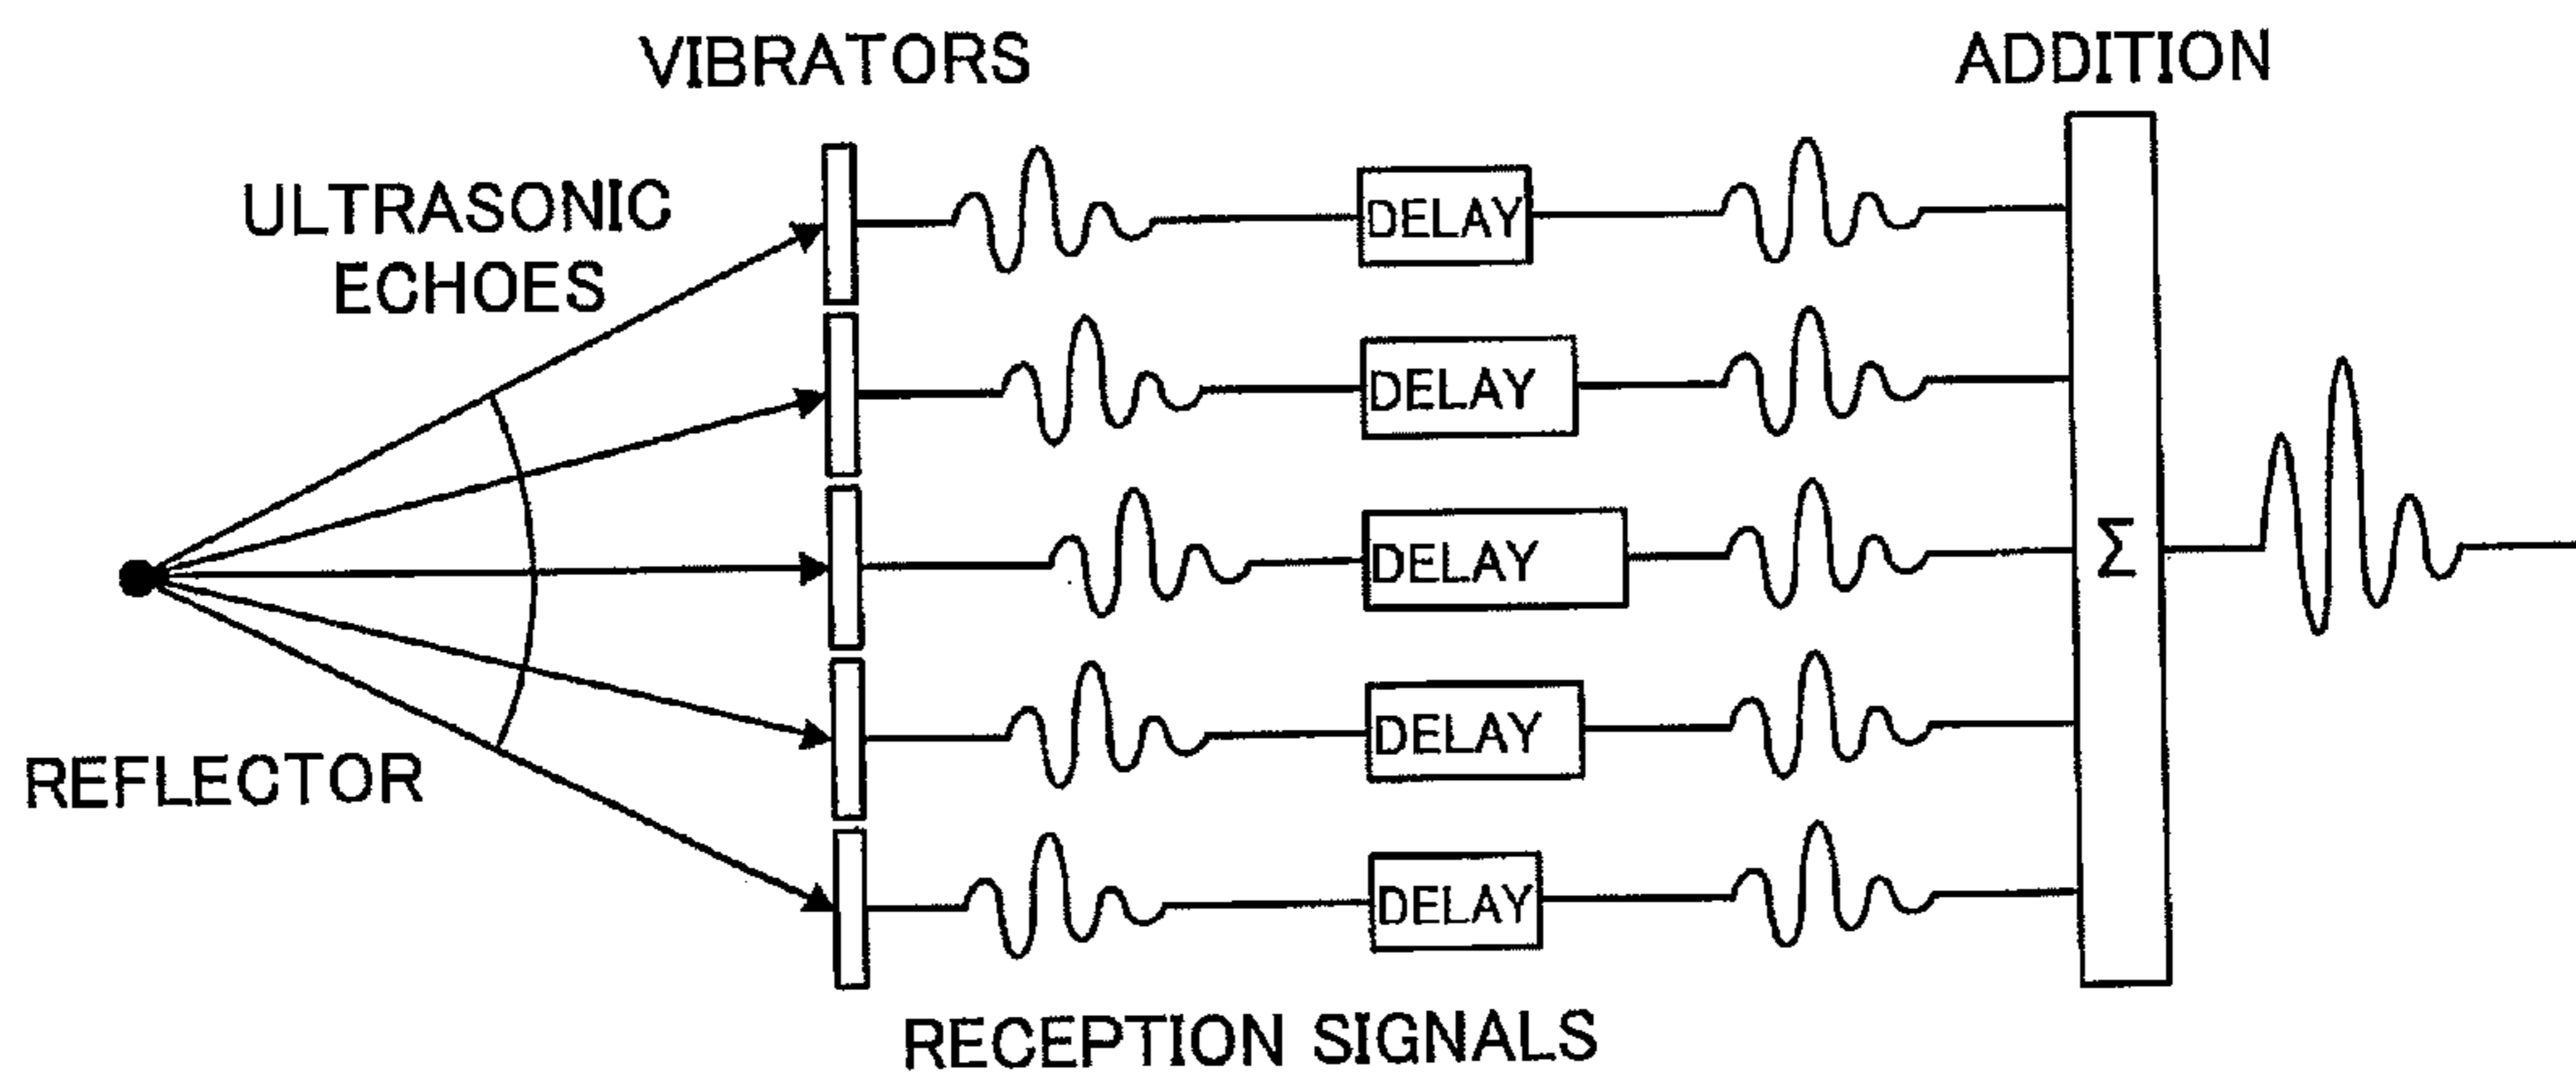 VIBRATORS
ADDITION
ULTRASONIC
ECHOES
DELAY
DELAY
DELAY
Σ
DELAY
REFLECTOR
DELAY
RECEPTION SIGNALS